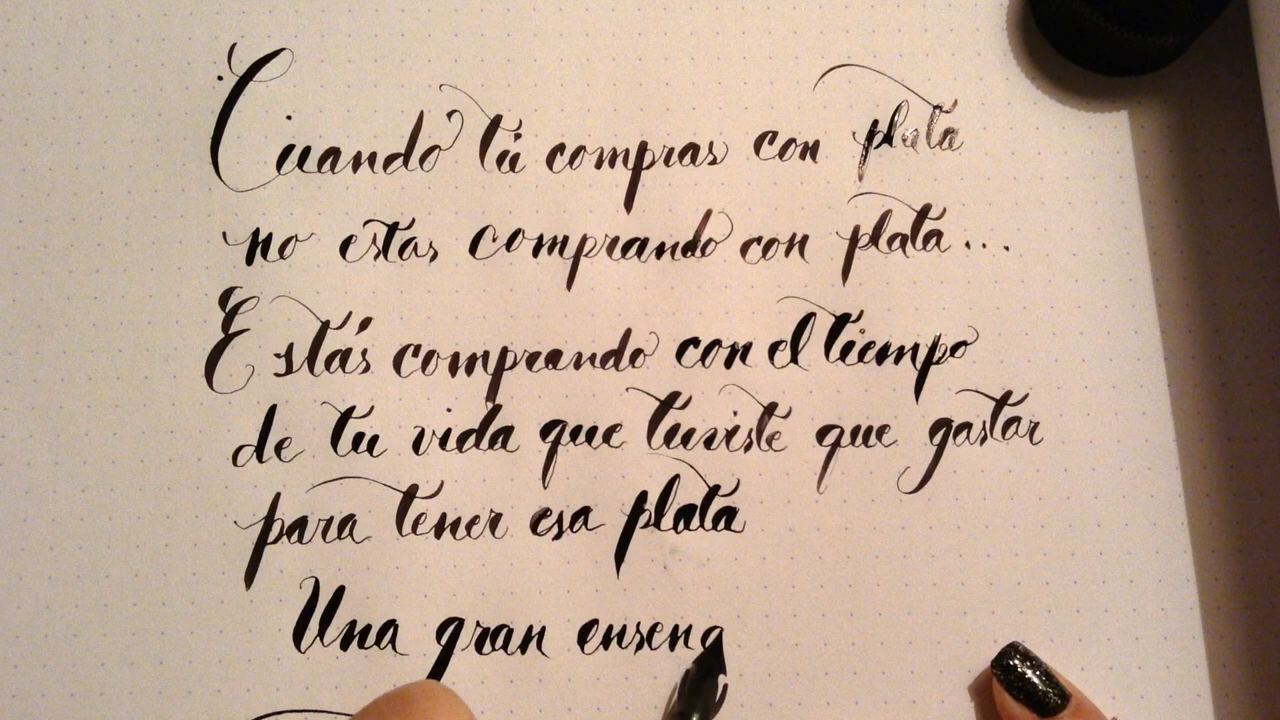 Cuando tú compras con plata
no estas comprando con plata...
Estás comprando con el tiempo
de tu vida que tuviste que gastar
para tener esa plata
Una gran ensena